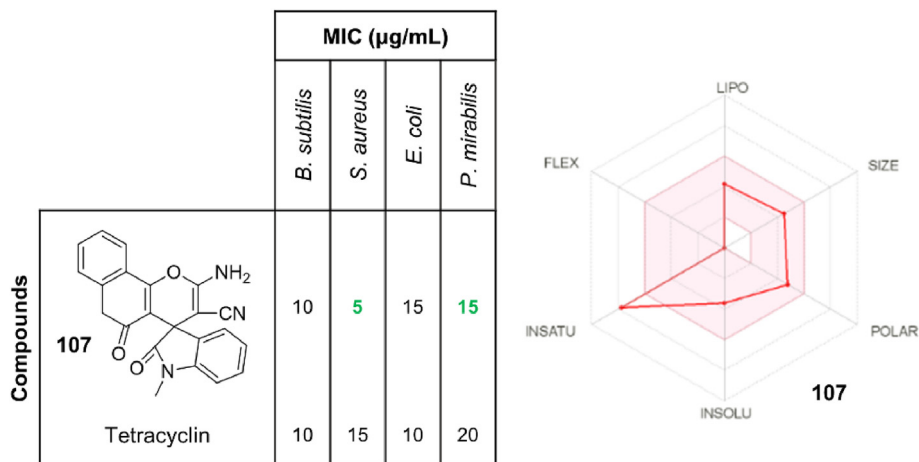 MIC (µg/mL)
B. subtilis
S. aureus
E. coli
P. mirabilis
Compounds
O
NH₂
CN
O
O
N
107
10
5
15
15
Tetracyclin
10
15
10
20
LIPO
FLEX
SIZE
INSATU
POLAR
INSOLU
107